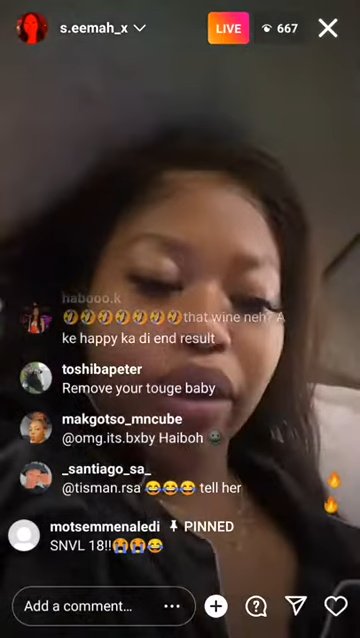 s.eemah_x
LIVE
667
habooo.k
🤣🤣🤣🤣🤣🤣🤣that wine neh? A
ke happy ka di end result
toshibapeter
Remove your touge baby
makgotso_mncube
@omg.its.bxby Haiboh
_santiago_sa_
@tisman.rsa 😂😂😂 tell her
motsemmenaledi 📌 PINNED
SNVL 18!!😭😭😂
Add a comment...